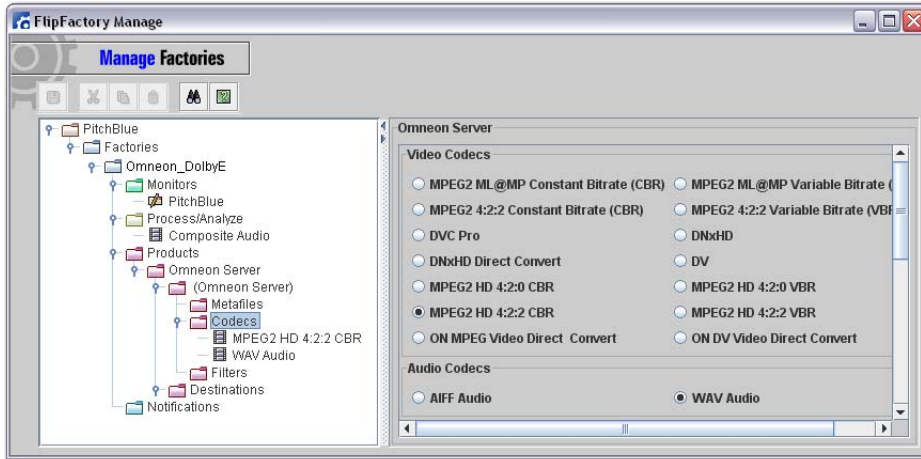 FlipFactory Manage
Manage Factories
PitchBlue
Factories
Omneon_DolbyE
Monitors
PitchBlue
Process/Analyze
Composite Audio
Products
Omneon Server
(Omneon Server)
Metafiles
Codecs
MPEG2 HD 4:2:2 CBR
WAV Audio
Filters
Destinations
Notifications
Omneon Server
Video Codecs
MPEG2 ML@MP Constant Bitrate (CBR) MPEG2 ML@MP Variable Bitrate (
MPEG2 4:2:2 Constant Bitrate (CBR) MPEG2 4:2:2 Variable Bitrate (VBR
DVC Pro DNxHD
DNxHD Direct Convert DV
MPEG2 HD 4:2:0 CBR MPEG2 HD 4:2:0 VBR
MPEG2 HD 4:2:2 CBR MPEG2 HD 4:2:2 VBR
ON MPEG Video Direct Convert ON DV Video Direct Convert
Audio Codecs
AIFF Audio WAV Audio